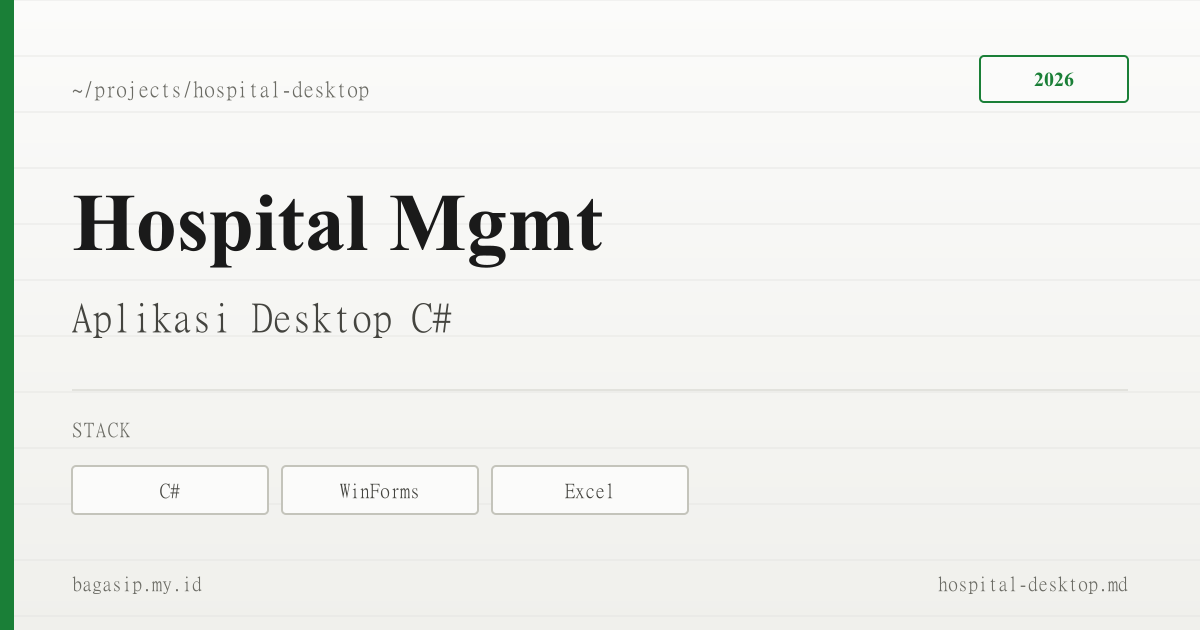 ~/projects/hospital-desktop
2026
Hospital Mgmt
Aplikasi Desktop C#
STACK
C#
WinForms
Excel
bagasip.my.id
hospital-desktop.md